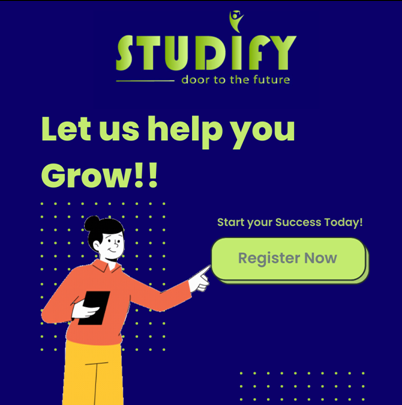 STUDIFY
door to the future
Let us help you
Grow!!
Start your Success Today!
Register Now